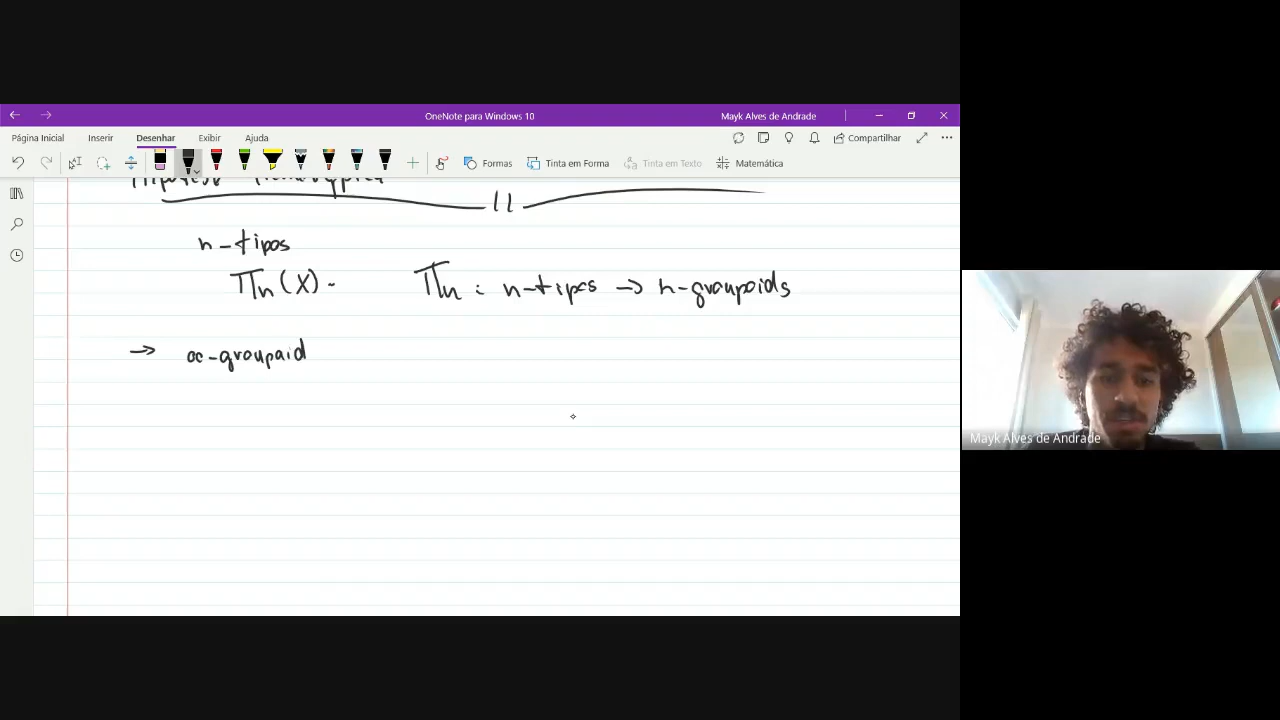 OneNote para Windows 10
Mayk Alves de Andrade
Página Inicial Inserir Desenhar Exibir Ajuda
Compartilhar
Formas Tinta em Forma Tinta em Texto Matemática
n-tipos
Πn(X).
Πn : n-tipos → n-groupoids
→ ∞-groupoid
Mayk Alves de Andrade